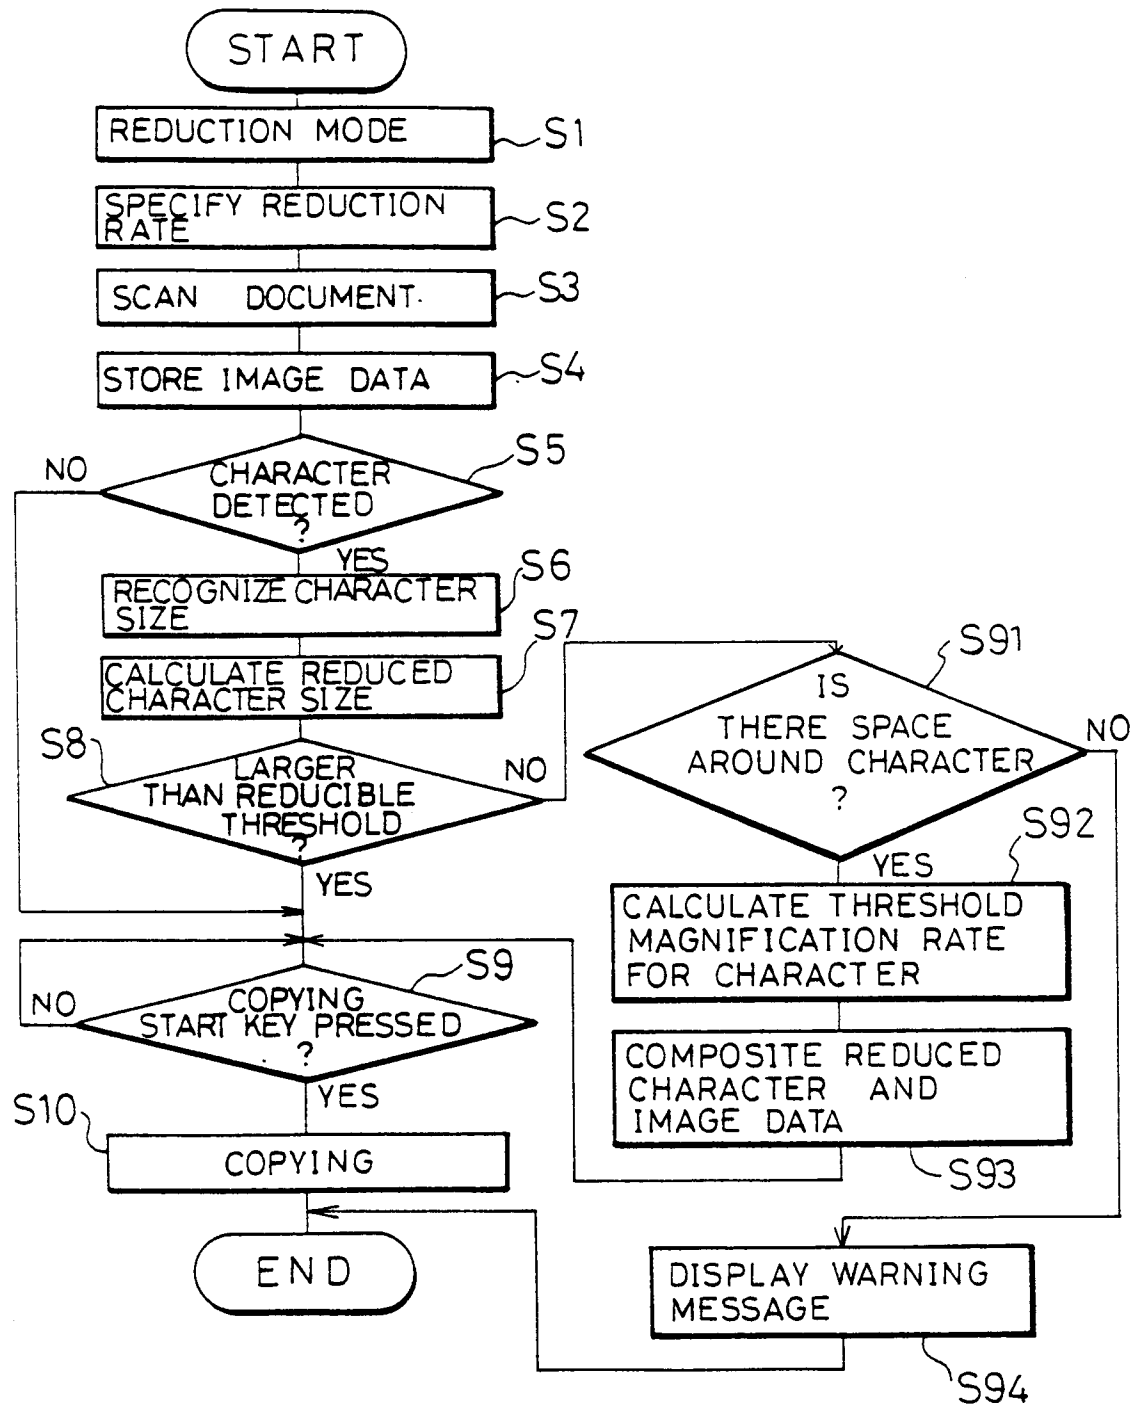 START
REDUCTION MODE
S1
SPECIFY REDUCTION
RATE
S2
SCAN DOCUMENT
S3
STORE IMAGE DATA
S4
CHARACTER
DETECTED
?
S5
NO
YES
RECOGNIZE CHARACTER
SIZE
S6
CALCULATE REDUCED
CHARACTER SIZE
S7
LARGER
THAN REDUCIBLE
THRESHOLD
?
S8
NO
YES
IS
THERE SPACE
AROUND CHARACTER
?
S91
NO
YES
CALCULATE THRESHOLD
MAGNIFICATION RATE
FOR CHARACTER
S92
COMPOSITE REDUCED
CHARACTER AND
IMAGE DATA
S93
COPYING
START KEY PRESSED
?
S9
NO
YES
COPYING
S10
END
DISPLAY WARNING
MESSAGE
S94